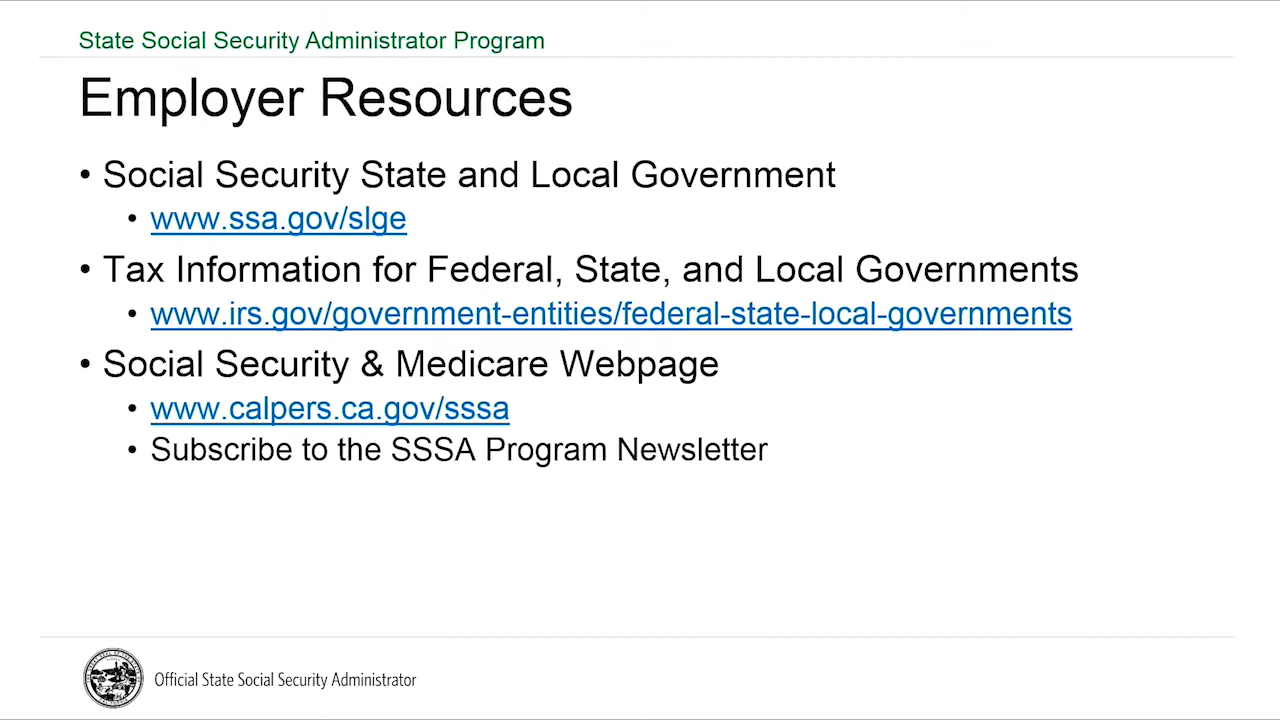 State Social Security Administrator Program
Employer Resources
• Social Security State and Local Government
• www.ssa.gov/slge
• Tax Information for Federal, State, and Local Governments
• www.irs.gov/government-entities/federal-state-local-governments
• Social Security & Medicare Webpage
• www.calpers.ca.gov/sssa
• Subscribe to the SSSA Program Newsletter
Official State Social Security Administrator